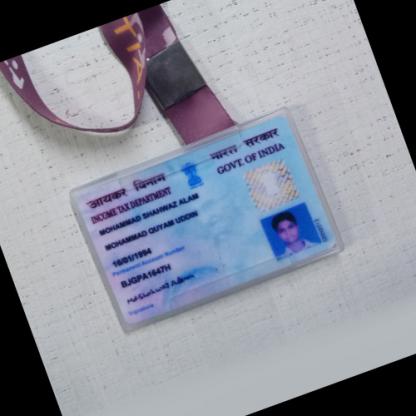 आयकर विभाग
INCOME TAX DEPARTMENT
भारत सरकार
GOVT. OF INDIA
MOHAMMAD SHAHWAZ ALAM
MOHAMMAD QUYAM UDDIN
16/01/1994
Permanent Account Number
BJGPA1647H
Signature